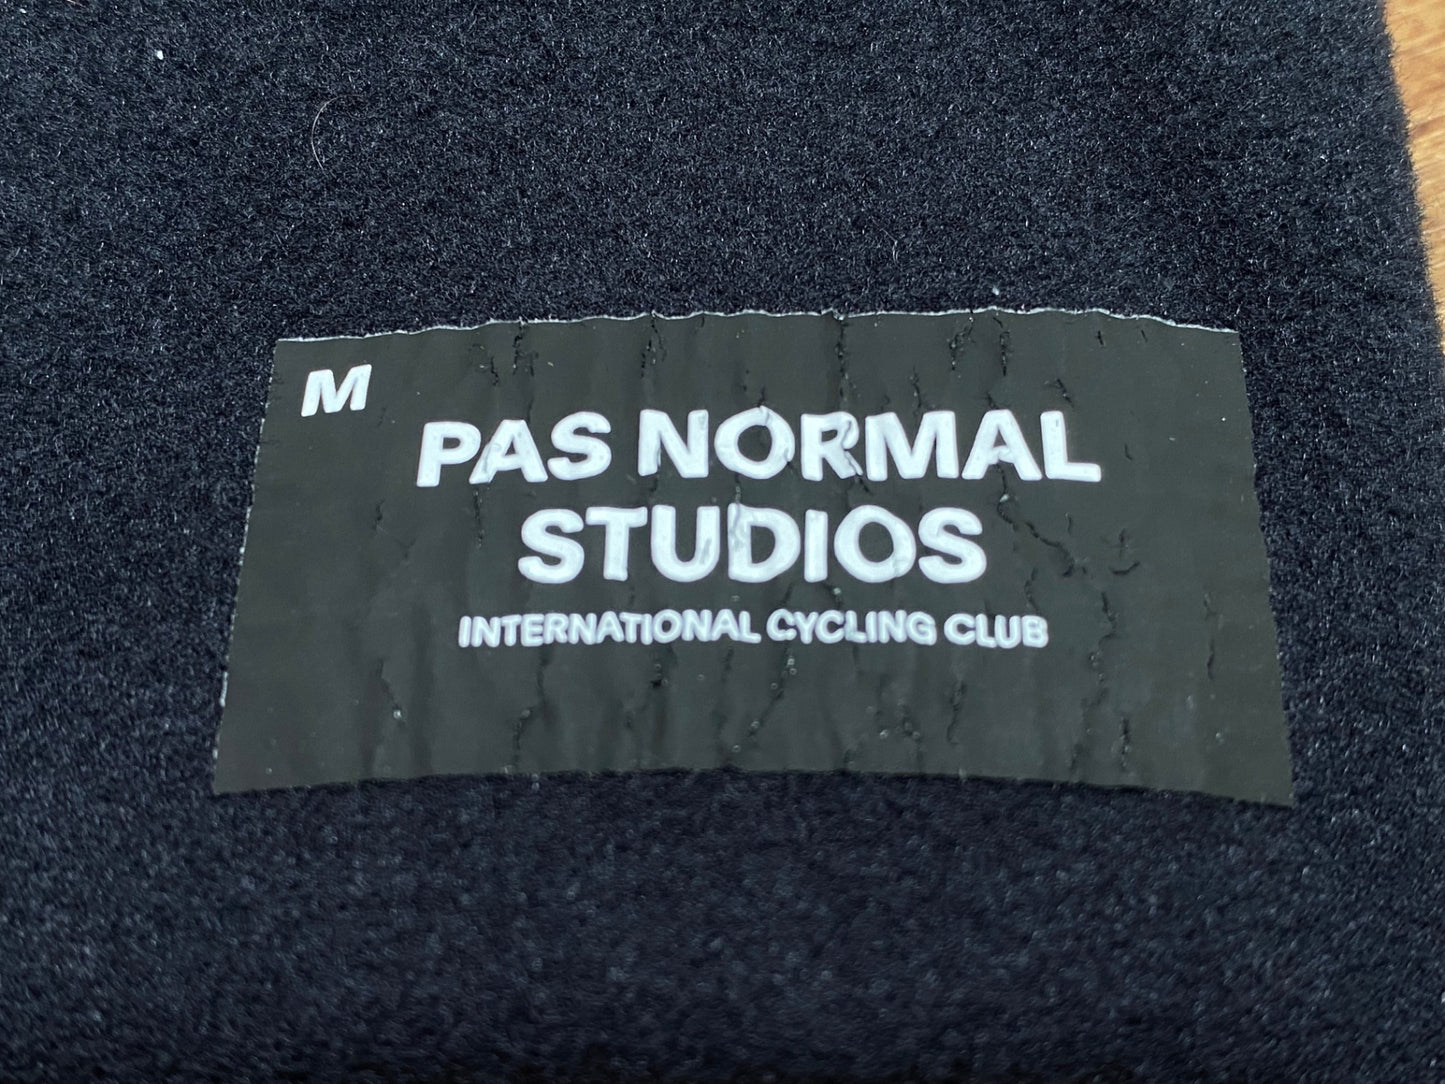 M
PAS NORMAL
STUDIOS
INTERNATIONAL CYCLING CLUB